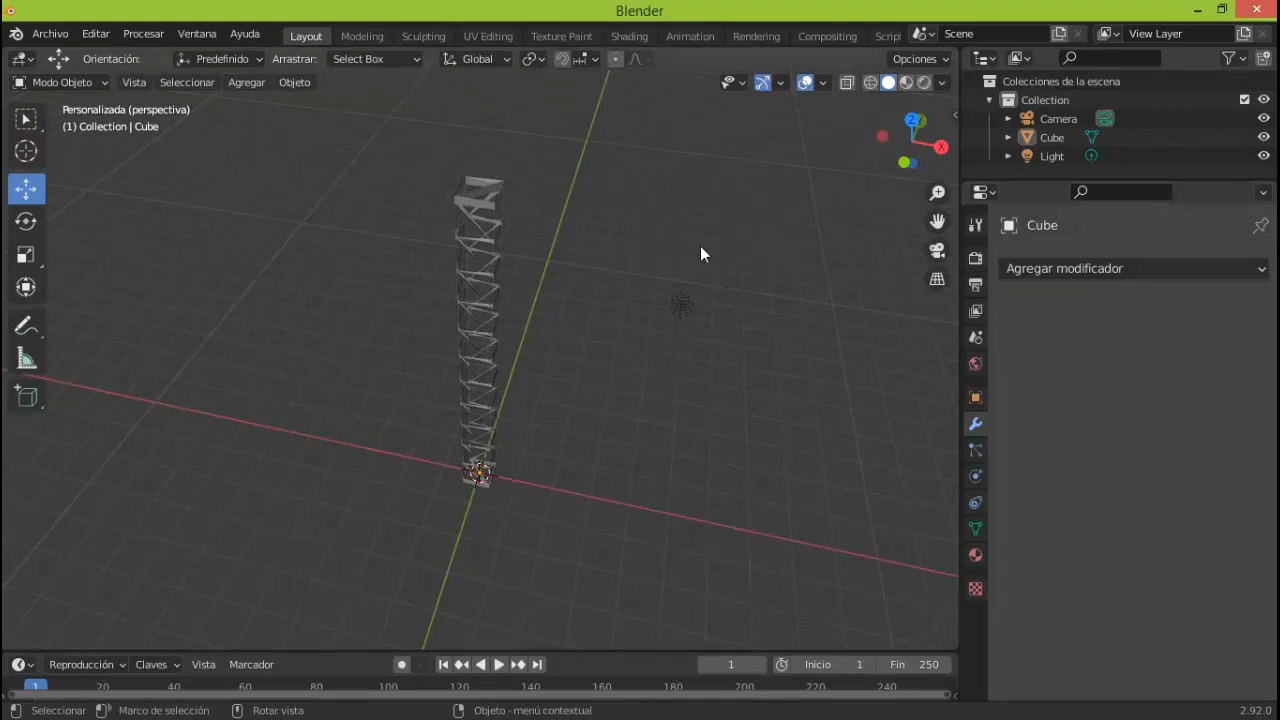 Blender
Archivo Editar Procesar Ventana Ayuda Layout Modeling Sculpting UV Editing Texture Paint Shading Animation Rendering Compositing Scrip Scene View Layer
Orientación: Predefinido Arrastrar: Select Box Global Opciones
Modo Objeto Vista Seleccionar Agregar Objeto
Personalizada (perspectiva)
(1) Collection | Cube
Z
X
Colecciones de la escena
Collection
Camera
Cube
Light
Cube
Agregar modificador
Reproducción Claves Vista Marcador 1 Inicio 1 Fin 250
1 20 40 60 80 100 120 140 160 180 200 220 240
Seleccionar Marco de selección Rotar vista Objeto - menú contextual 2.92.0